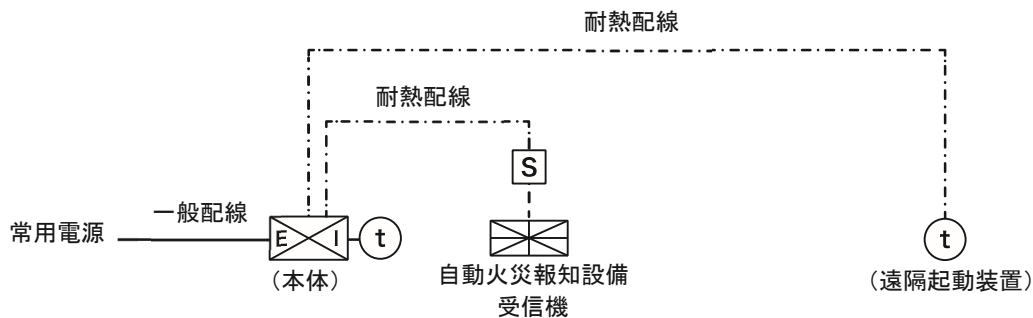 耐熱配線
耐熱配線
S
常用電源
一般配線
E I
t
t
（本体）
自動火災報知設備
受信機
（遠隔起動装置）